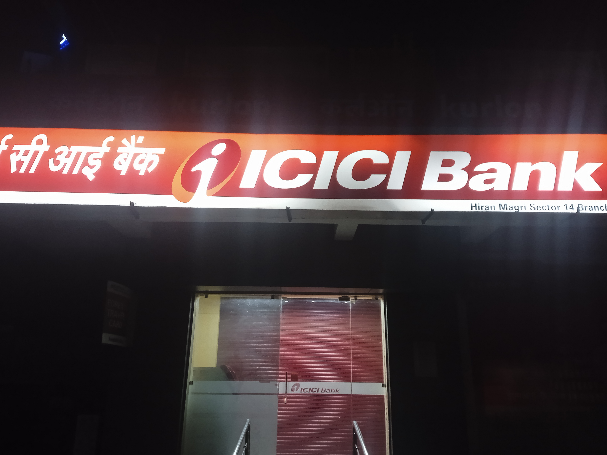 सी आई बैंक ICICI Bank
Hiran Magri Sector 14 Branch
ICICI Bank